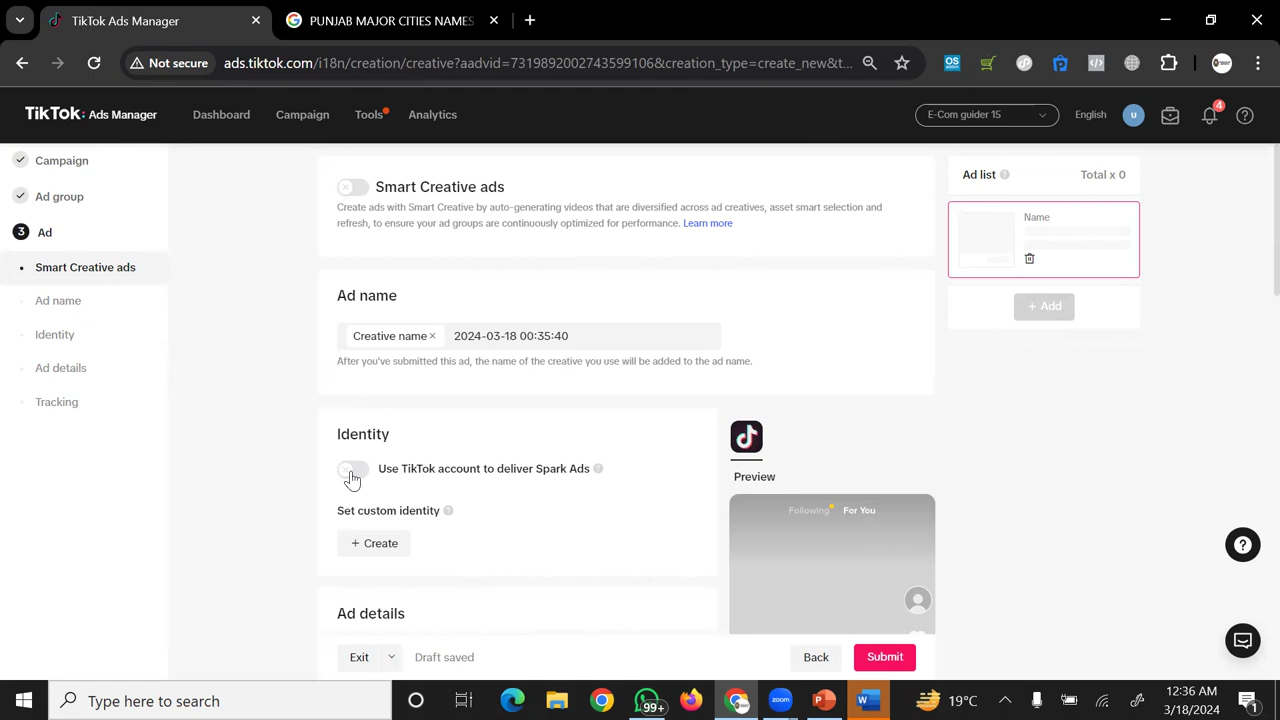 TikTok Ads Manager
PUNJAB MAJOR CITIES NAMES
Not secure
ads.tiktok.com/i18n/creation/creative?aadvid=7319892002743599106&creation_type=create_new&t...
TikTok: Ads Manager
Dashboard
Campaign
Tools
Analytics
E-Com guider 15
English
u
4
Campaign
Ad group
3 Ad
Smart Creative ads
Ad name
Identity
Ad details
Tracking
Smart Creative ads
Create ads with Smart Creative by auto-generating videos that are diversified across ad creatives, asset smart selection and
refresh, to ensure your ad groups are continuously optimized for performance. Learn more
Ad name
Creative name × 2024-03-18 00:35:40
After you've submitted this ad, the name of the creative you use will be added to the ad name.
Identity
Use TikTok account to deliver Spark Ads
Set custom identity
+ Create
Ad details
Preview
Following For You
Ad list Total x 0
Name
+ Add
Exit
Draft saved
Back
Submit
Type here to search
99+
19°C
12:36 AM
3/18/2024
1